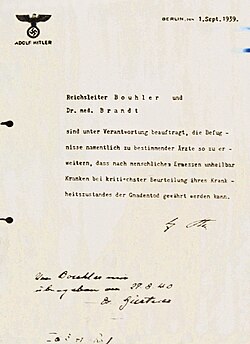 ADOLF HITLER
BERLIN, DEN 1.Sept. 1939.
Reichsleiter Bouhler und
Dr. med. Brandt
sind unter Verantwortung beauftragt, die Befug -
nisse namentlich zu bestimmender Ärzte so zu er -
weitern, dass nach menschlichem Ermessen unheilbar
Kranken bei kritischster Beurteilung ihres Krank -
heitszustandes der Gnadentod gewährt werden kann.
Von Bouhler mir
übergeben am 27.8.40
Dr. Gürtner